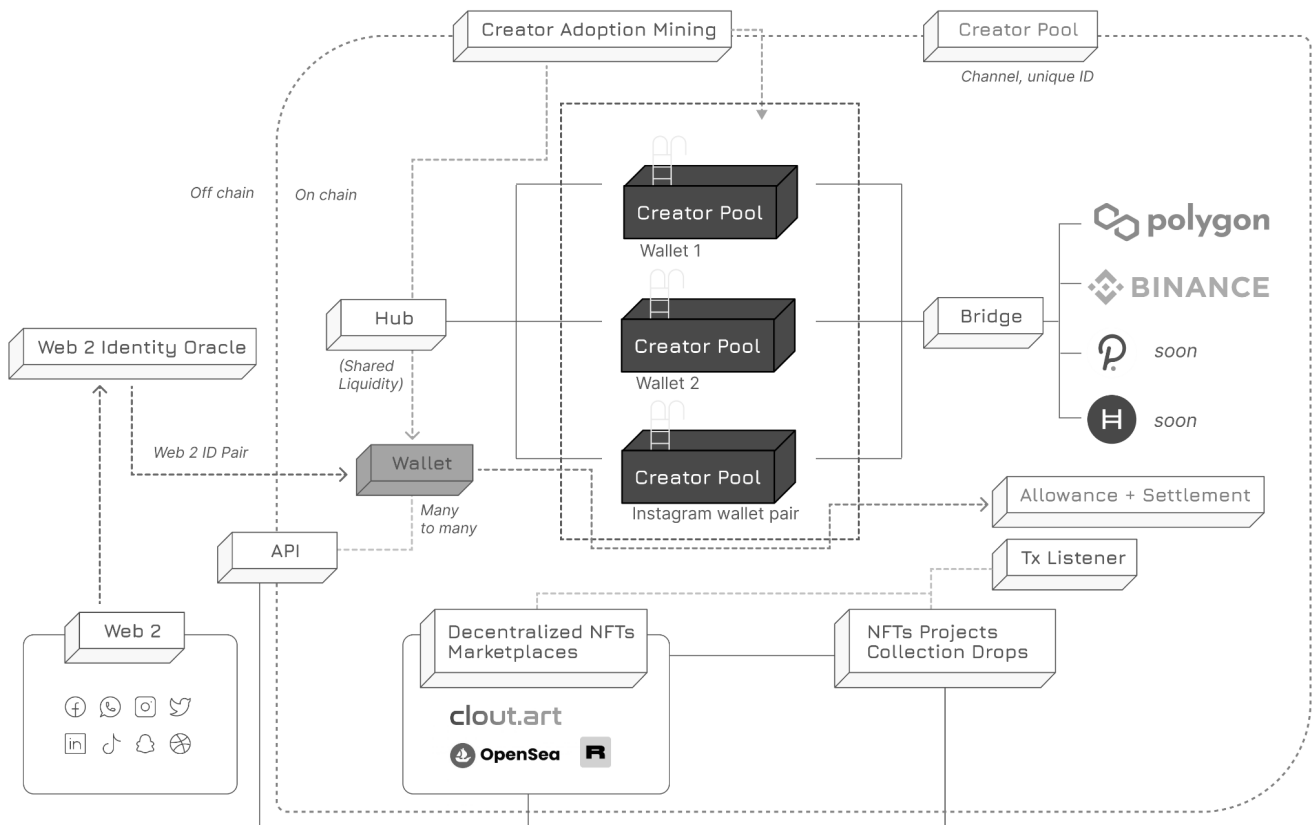 Creator Adoption Mining
Creator Pool
Channel, unique ID
Off chain
On chain
Creator Pool
Wallet 1
polygon
BINANCE
Hub
(Shared
Liquidity)
Creator Pool
Wallet 2
Bridge
soon
soon
Web 2 Identity Oracle
Web 2 ID Pair
Wallet
Many
to many
Creator Pool
Instagram wallet pair
Allowance + Settlement
API
Tx Listener
Web 2
in
Decentralized NFTs
Marketplaces
clout.art
OpenSea
R
NFTs Projects
Collection Drops